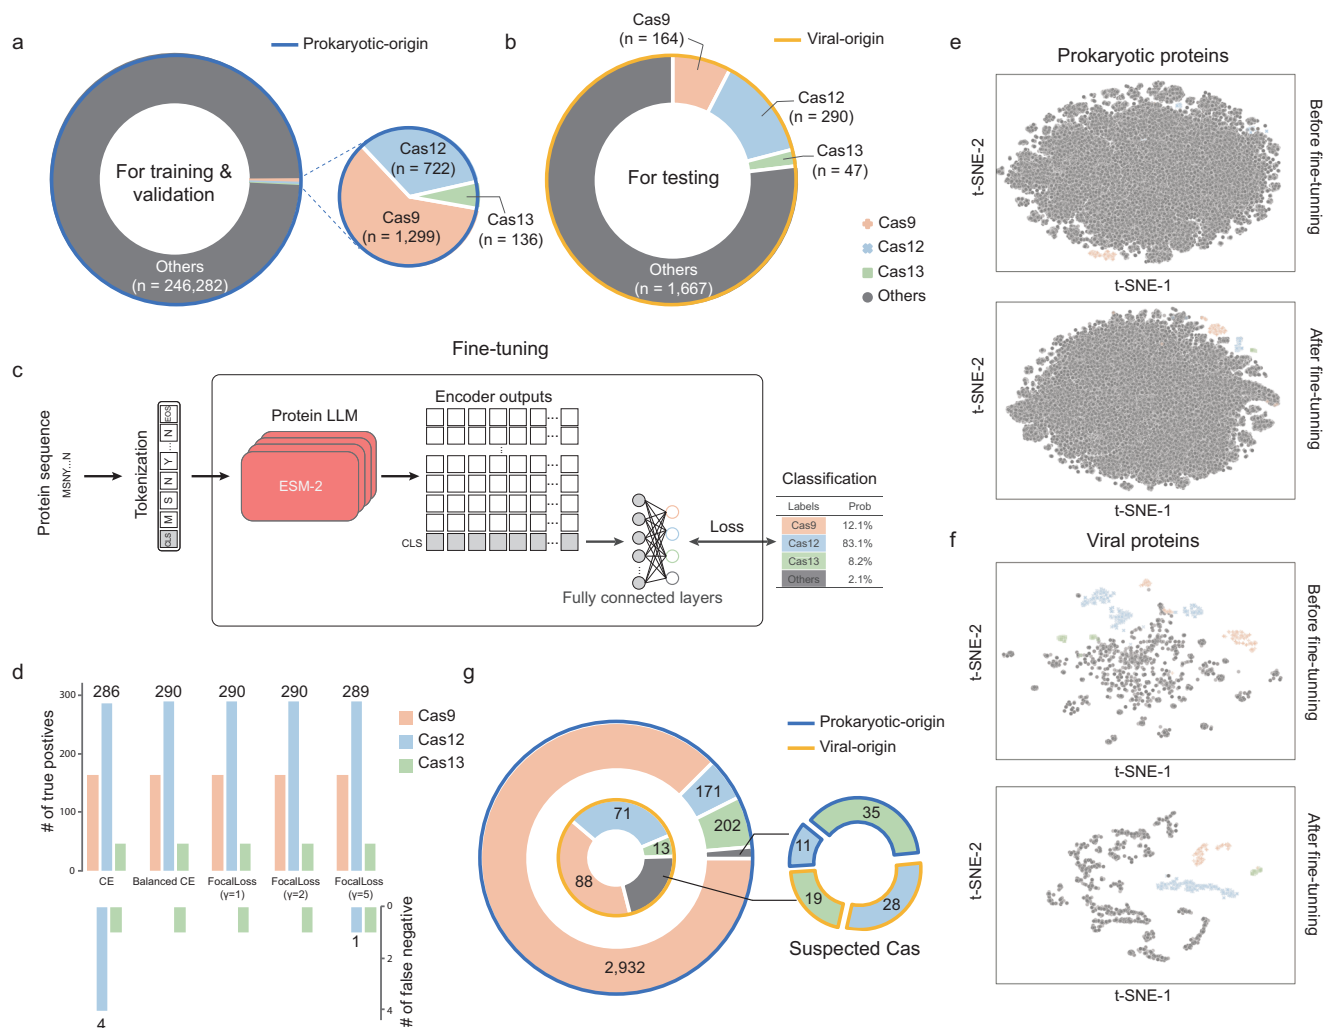 a
Prokaryotic-origin
For training &
validation
Others
(n = 246,282)
Cas12
(n = 722)
Cas9
(n = 1,299)
Cas13
(n = 136)
b
Cas9
(n = 164)
Viral-origin
Cas12
(n = 290)
Cas13
(n = 47)
For testing
Others
(n = 1,667)
Cas9
Cas12
Cas13
Others
e
Prokaryotic proteins
t-SNE-2
t-SNE-1
Before fine-tunning
t-SNE-2
t-SNE-1
After fine-tunning
c
Fine-tuning
Protein sequence
MSNY...N
Tokenization
CLS M S N Y ... N EOS
Protein LLM
ESM-2
Encoder outputs
CLS
Fully connected layers
Loss
Classification
Labels Prob
Cas9 12.1%
Cas12 83.1%
Cas13 8.2%
Others 2.1%
f
Viral proteins
t-SNE-2
t-SNE-1
Before fine-tunning
t-SNE-2
t-SNE-1
After fine-tunning
d
# of true postives
300
200
100
0
286
290
290
290
289
CE
Balanced CE
FocalLoss
(γ=1)
FocalLoss
(γ=2)
FocalLoss
(γ=5)
Cas9
Cas12
Cas13
4
1
0
2
4
# of false negative
g
Prokaryotic-origin
Viral-origin
171
202
2,932
71
13
88
35
11
19
28
Suspected Cas